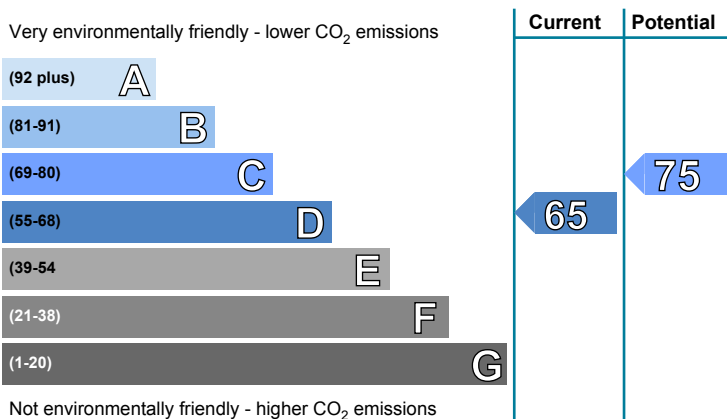 Current Potential
Very environmentally friendly - lower CO2 emissions
(92 plus) A
(81-91) B
(69-80) C
75
(55-68) D
65
(39-54 E
(21-38) F
(1-20) G
Not environmentally friendly - higher CO2 emissions